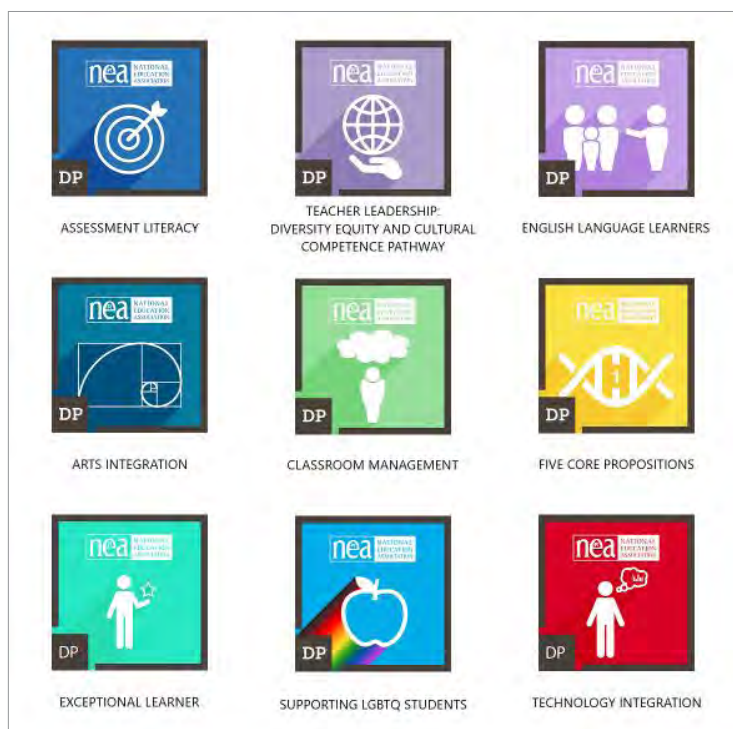 nea NATIONAL EDUCATION ASSOCIATION
DP
ASSESSMENT LITERACY
nea NATIONAL EDUCATION ASSOCIATION
DP
TEACHER LEADERSHIP:
DIVERSITY EQUITY AND CULTURAL
COMPETENCE PATHWAY
nea NATIONAL EDUCATION ASSOCIATION
DP
ENGLISH LANGUAGE LEARNERS
nea NATIONAL EDUCATION ASSOCIATION
DP
ARTS INTEGRATION
nea NATIONAL EDUCATION ASSOCIATION
DP
CLASSROOM MANAGEMENT
nea NATIONAL EDUCATION ASSOCIATION
1
DP
FIVE CORE PROPOSITIONS
nea NATIONAL EDUCATION ASSOCIATION
DP
EXCEPTIONAL LEARNER
nea NATIONAL EDUCATION ASSOCIATION
DP
SUPPORTING LGBTQ STUDENTS
nea NATIONAL EDUCATION ASSOCIATION
DP
TECHNOLOGY INTEGRATION